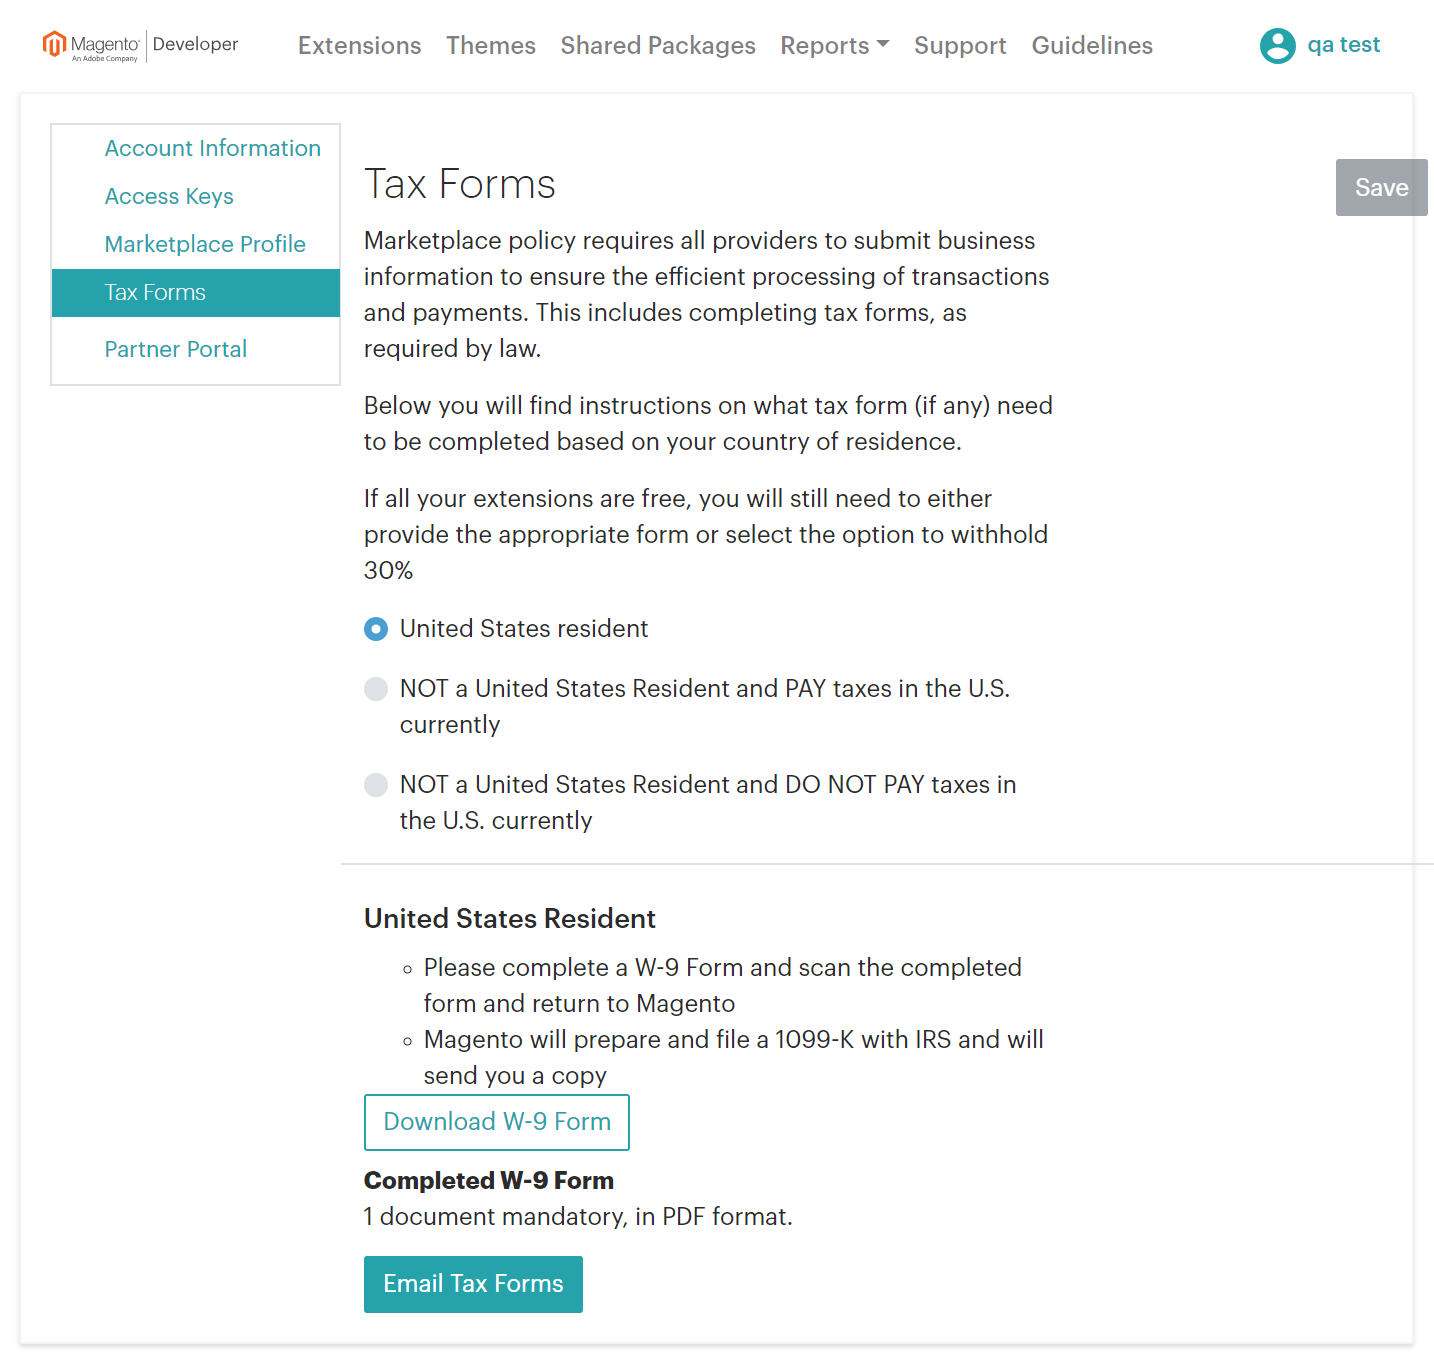 Magento
An Adobe Company
Developer
Extensions
Themes
Shared Packages
Reports
Support
Guidelines
qa test
Account Information
Access Keys
Marketplace Profile
Tax Forms
Partner Portal
Tax Forms
Save
Marketplace policy requires all providers to submit business
information to ensure the efficient processing of transactions
and payments. This includes completing tax forms, as
required by law.
Below you will find instructions on what tax form (if any) need
to be completed based on your country of residence.
If all your extensions are free, you will still need to either
provide the appropriate form or select the option to withhold
30%
United States resident
NOT a United States Resident and PAY taxes in the U.S.
currently
NOT a United States Resident and DO NOT PAY taxes in
the U.S. currently
United States Resident
Please complete a W-9 Form and scan the completed
form and return to Magento
Magento will prepare and file a 1099-K with IRS and will
send you a copy
Download W-9 Form
Completed W-9 Form
1 document mandatory, in PDF format.
Email Tax Forms